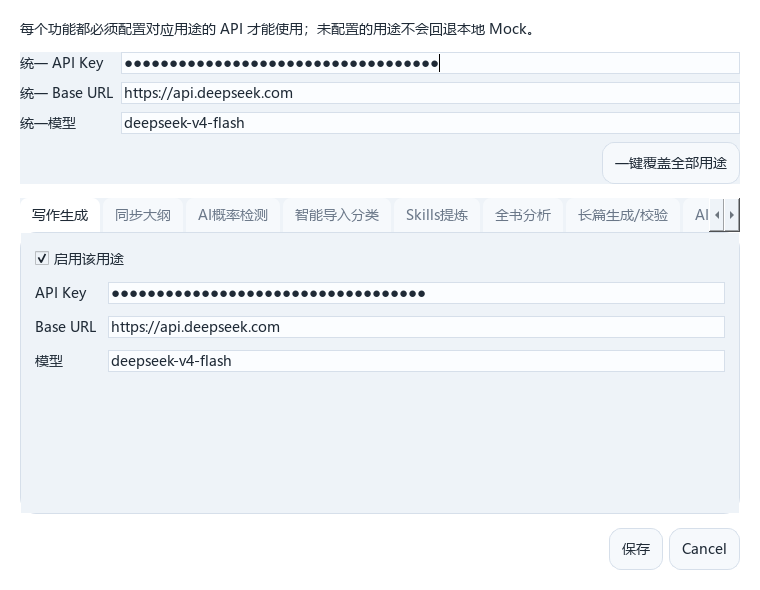 每个功能都必须配置对应用途的 API 才能使用；未配置的用途不会回退本地 Mock。
统一 API Key ●●●●●●●●●●●●●●●●●●●●●●●●●●●●●●●●●●●
统一 Base URL https://api.deepseek.com
统一模型 deepseek-v4-flash
一键覆盖全部用途
写作生成 同步大纲 AI概率检测 智能导入分类 Skills提炼 全书分析 长篇生成/校验 AI
启用该用途
API Key ●●●●●●●●●●●●●●●●●●●●●●●●●●●●●●●●●●●
Base URL https://api.deepseek.com
模型 deepseek-v4-flash
保存 Cancel